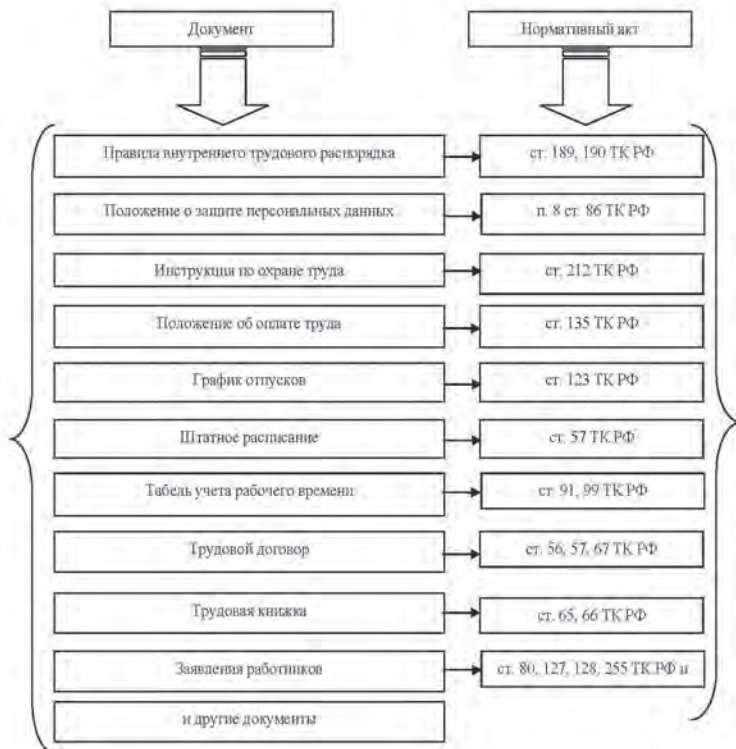 Документ Нормативный акт
Правила внутреннего трудового распорядка ст. 189, 190 ТК РФ
Положение о защите персональных данных п. 8 ст. 86 ТК РФ
Инструкция по охране труда ст. 212 ТК РФ
Положение об оплате труда ст. 135 ТК РФ
График отпусков ст. 123 ТК РФ
Штатное расписание ст. 57 ТК РФ
Табель учета рабочего времени ст. 91, 99 ТК РФ
Трудовой договор ст. 56, 57, 67 ТК РФ
Трудовая книжка ст. 65, 66 ТК РФ
Заявления работников ст. 80, 127, 128, 255 ТК РФ и
и другие документы